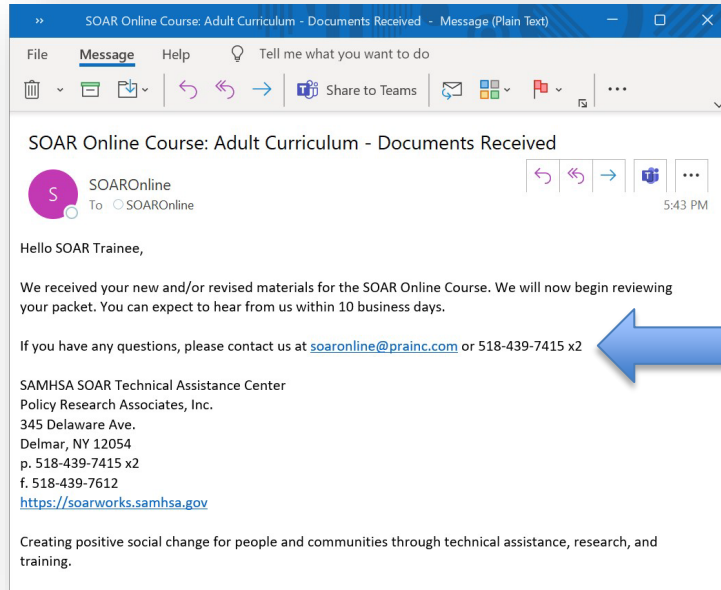 SOAR Online Course: Adult Curriculum - Documents Received - Message (Plain Text)
File Message Help Tell me what you want to do
Share to Teams
SOAR Online Course: Adult Curriculum - Documents Received
S
SOAROnline
To SOAROnline
5:43 PM
Hello SOAR Trainee,
We received your new and/or revised materials for the SOAR Online Course. We will now begin reviewing
your packet. You can expect to hear from us within 10 business days.
If you have any questions, please contact us at soaronline@prainc.com or 518-439-7415 x2
SAMHSA SOAR Technical Assistance Center
Policy Research Associates, Inc.
345 Delaware Ave.
Delmar, NY 12054
p. 518-439-7415 x2
f. 518-439-7612
https://soarworks.samhsa.gov
Creating positive social change for people and communities through technical assistance, research, and
training.